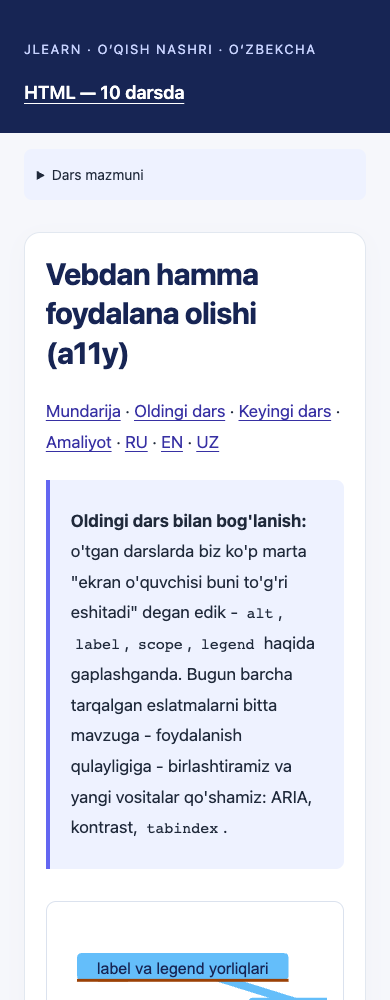 JLEARN · OʻQISH NASHRI · OʻZBEKCHA
HTML — 10 darsda
▶ Dars mazmuni
Vebdan hamma
foydalana olishi
(a11y)
Mundarija · Oldingi dars · Keyingi dars ·
Amaliyot · RU · EN · UZ
Oldingi dars bilan bog'lanish:
o'tgan darslarda biz ko'p marta
"ekran o'quvchisi buni to'g'ri
eshitadi" degan edik - alt,
label, scope, legend haqida
gaplashganda. Bugun barcha
tarqalgan eslatmalarni bitta
mavzuga - foydalanish
qulayligiga - birlashtiramiz va
yangi vositalar qo'shamiz: ARIA,
kontrast, tabindex.
label va legend yorliqlari